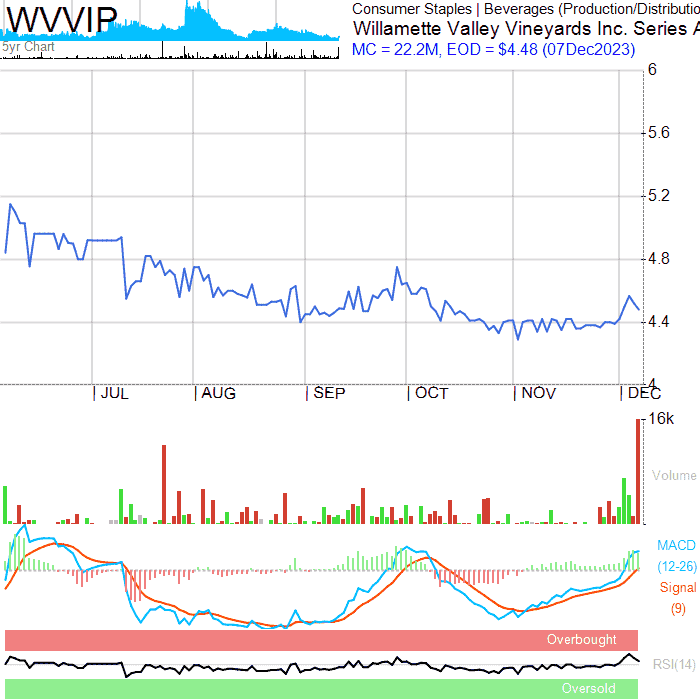 WVVIP
5yr Chart
Consumer Staples | Beverages (Production/Distributio
Willamette Valley Vineyards Inc. Series A
MC = 22.2M, EOD = $4.48 (07Dec2023)
6
5.6
5.2
4.8
4.4
4
JUL AUG SEP OCT NOV DEC
16k
Volume
MACD
(12-26)
Signal
(9)
Overbought
RSI(14)
Oversold